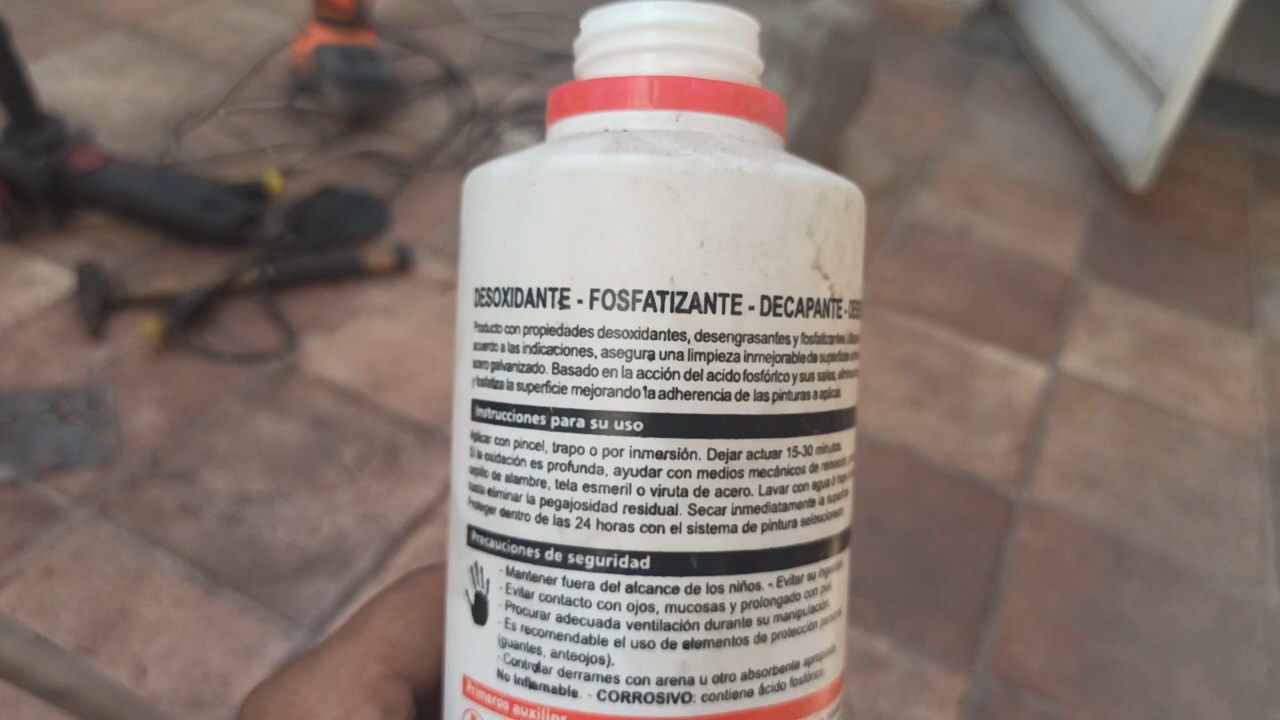 DESOXIDANTE - FOSFATIZANTE - DECAPANTE -
Producto con propiedades desoxidantes, desengrasantes y fosfatizantes.
acuerdo a las indicaciones, asegura una limpieza inmejorable de
acero galvanizado. Basado en la acción del acido fosfórico y sus sales,
y fosfatiza la superficie mejorando la adherencia de las pinturas a aplicar.
Instrucciones para su uso
Aplicar con pincel, trapo o por inmersión. Dejar actuar 15-30 minutos.
Si la oxidación es profunda, ayudar con medios mecánicos de
cepillo de alambre, tela esmeril o viruta de acero. Lavar con agua ó
hasta eliminar la pegajosidad residual. Secar inmediatamente la superficie.
Proteger dentro de las 24 horas con el sistema de pintura seleccionado.
Precauciones de seguridad
- Mantener fuera del alcance de los niños. - Evitar su ingestión.
- Evitar contacto con ojos, mucosas y prolongado con piel.
- Procurar adecuada ventilación durante su manipulación.
- Es recomendable el uso de elementos de protección personal
(guantes, anteojos).
- Controlar derrames con arena u otro absorbente apropiado.
No inflamable. - CORROSIVO: contiene ácido fosfórico.
Primeros auxilios